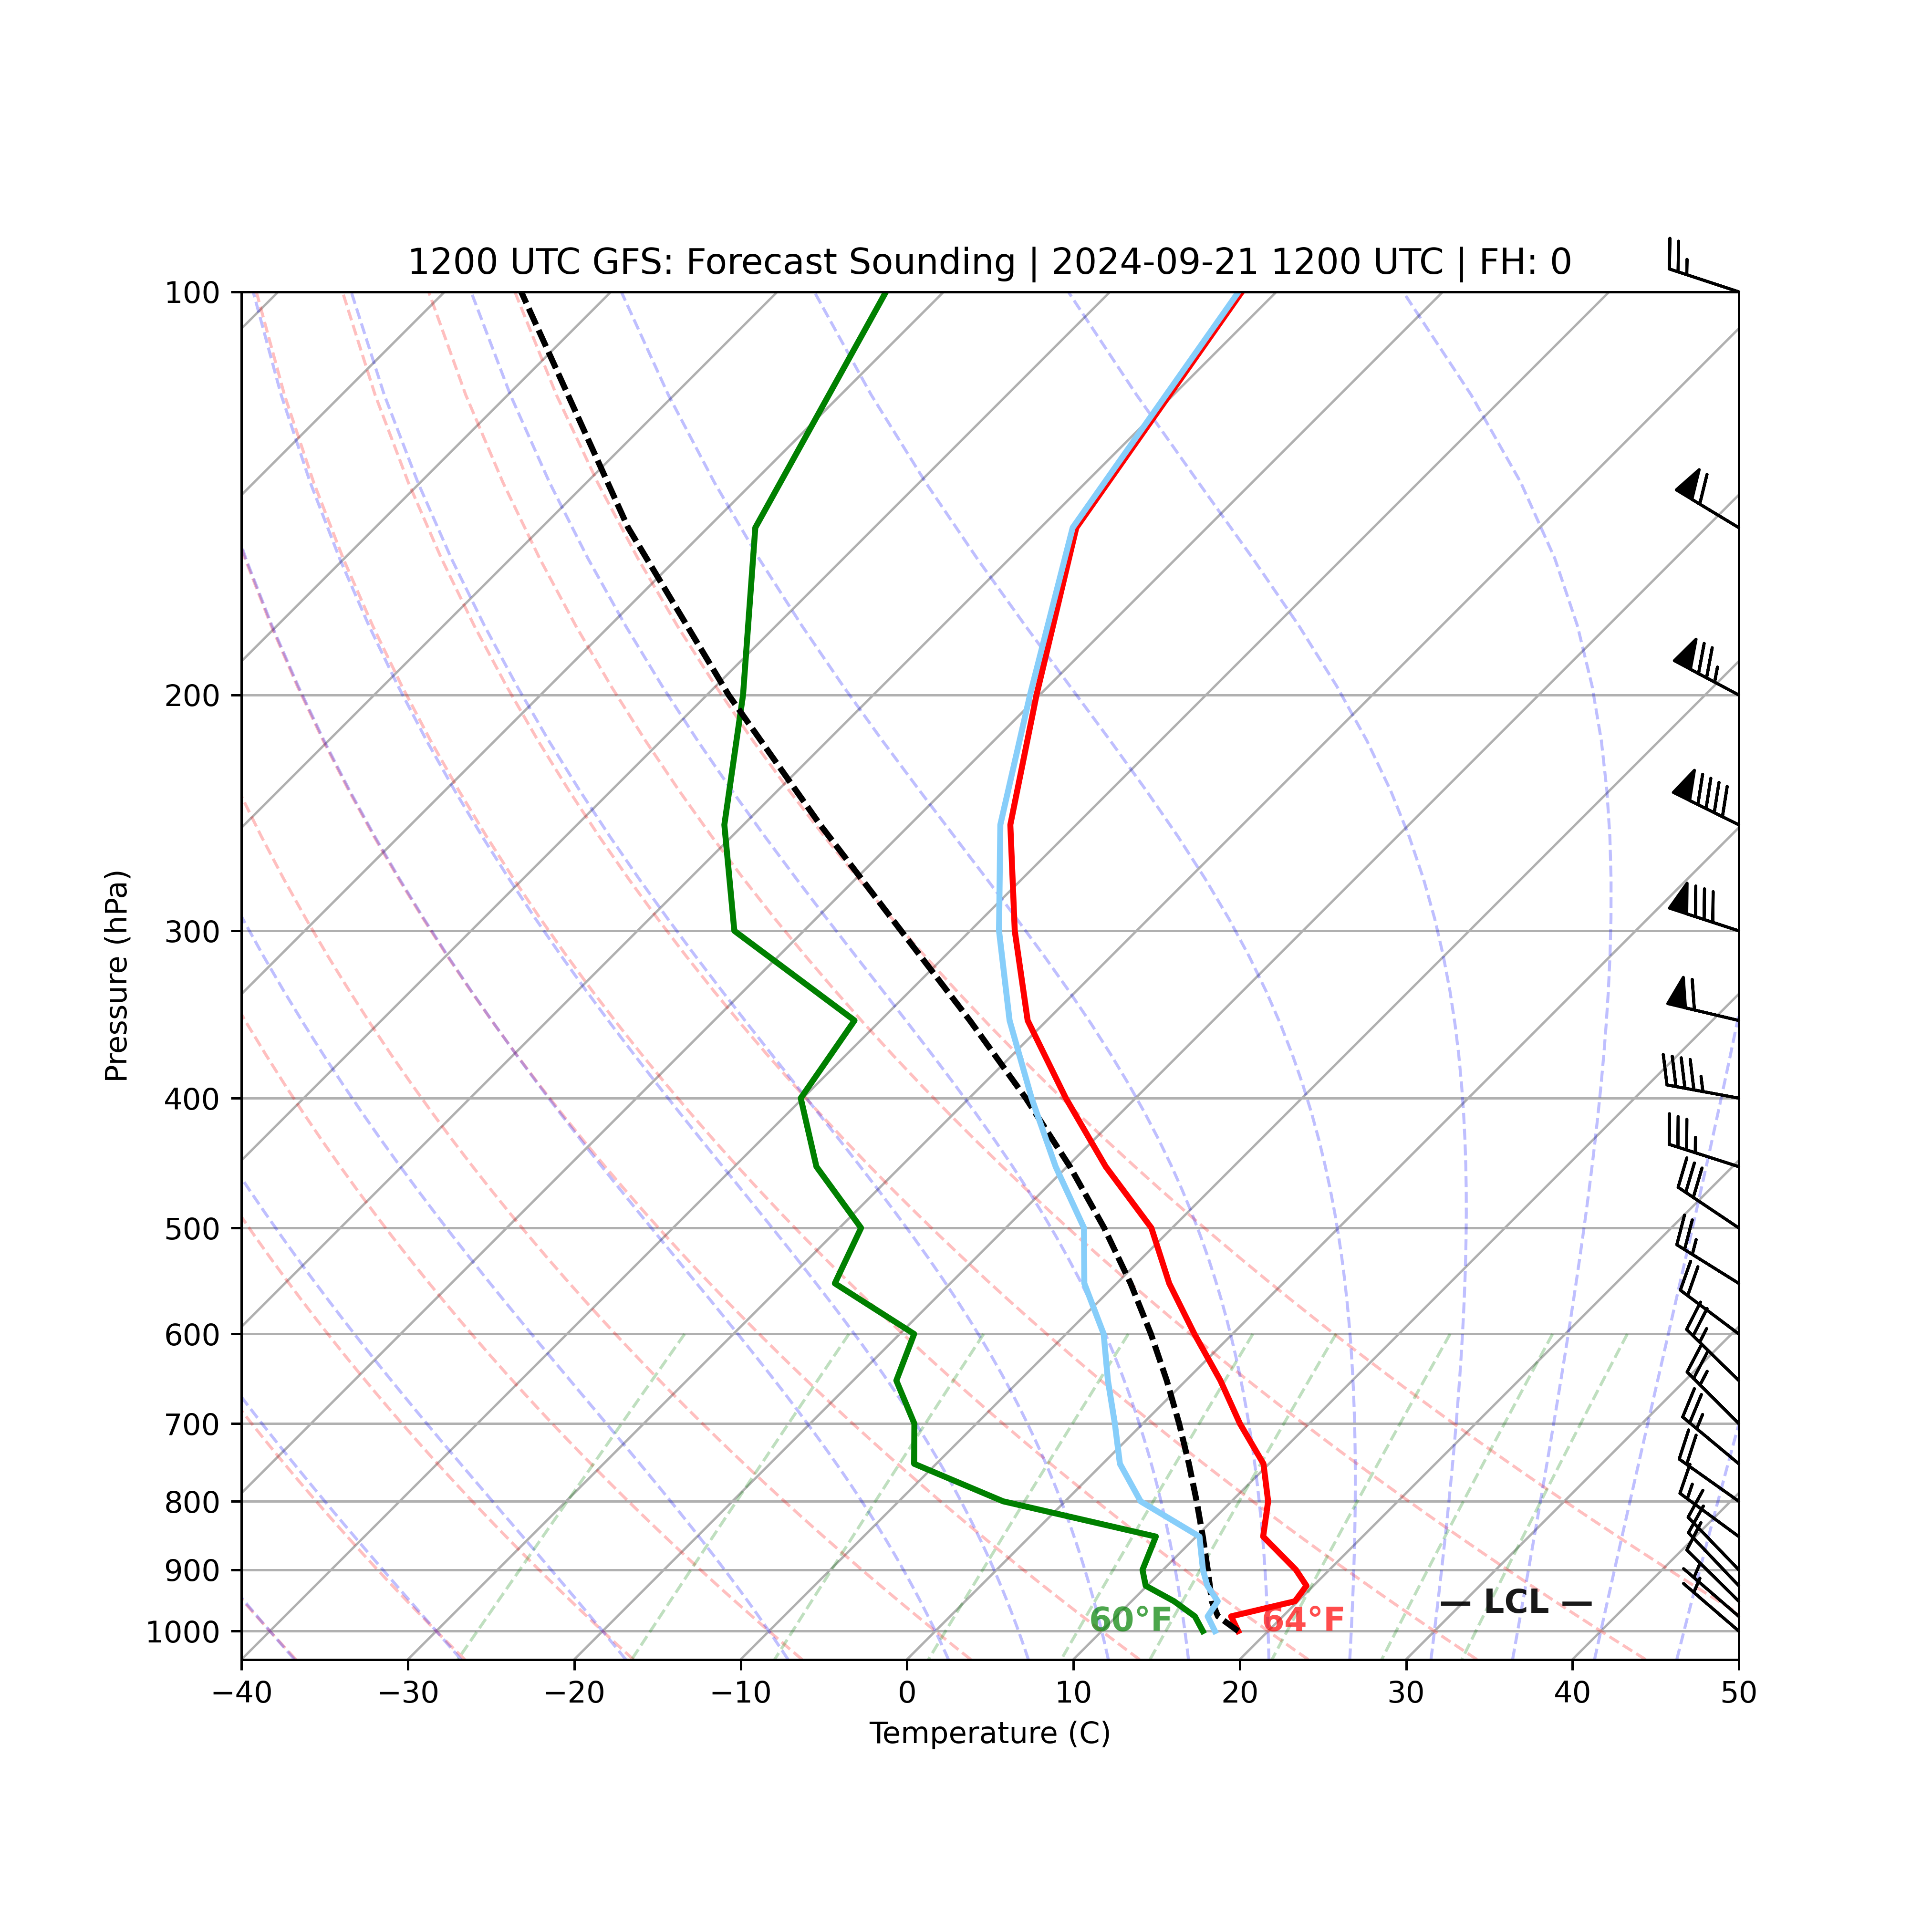 1200 UTC GFS: Forecast Sounding | 2024-09-21 1200 UTC | FH: 0
100
200
300
400
500
600
700
800
900
1000
Pressure (hPa)
— LCL —
60°F
64°F
−40 −30 −20 −10 0 10 20 30 40 50
Temperature (C)